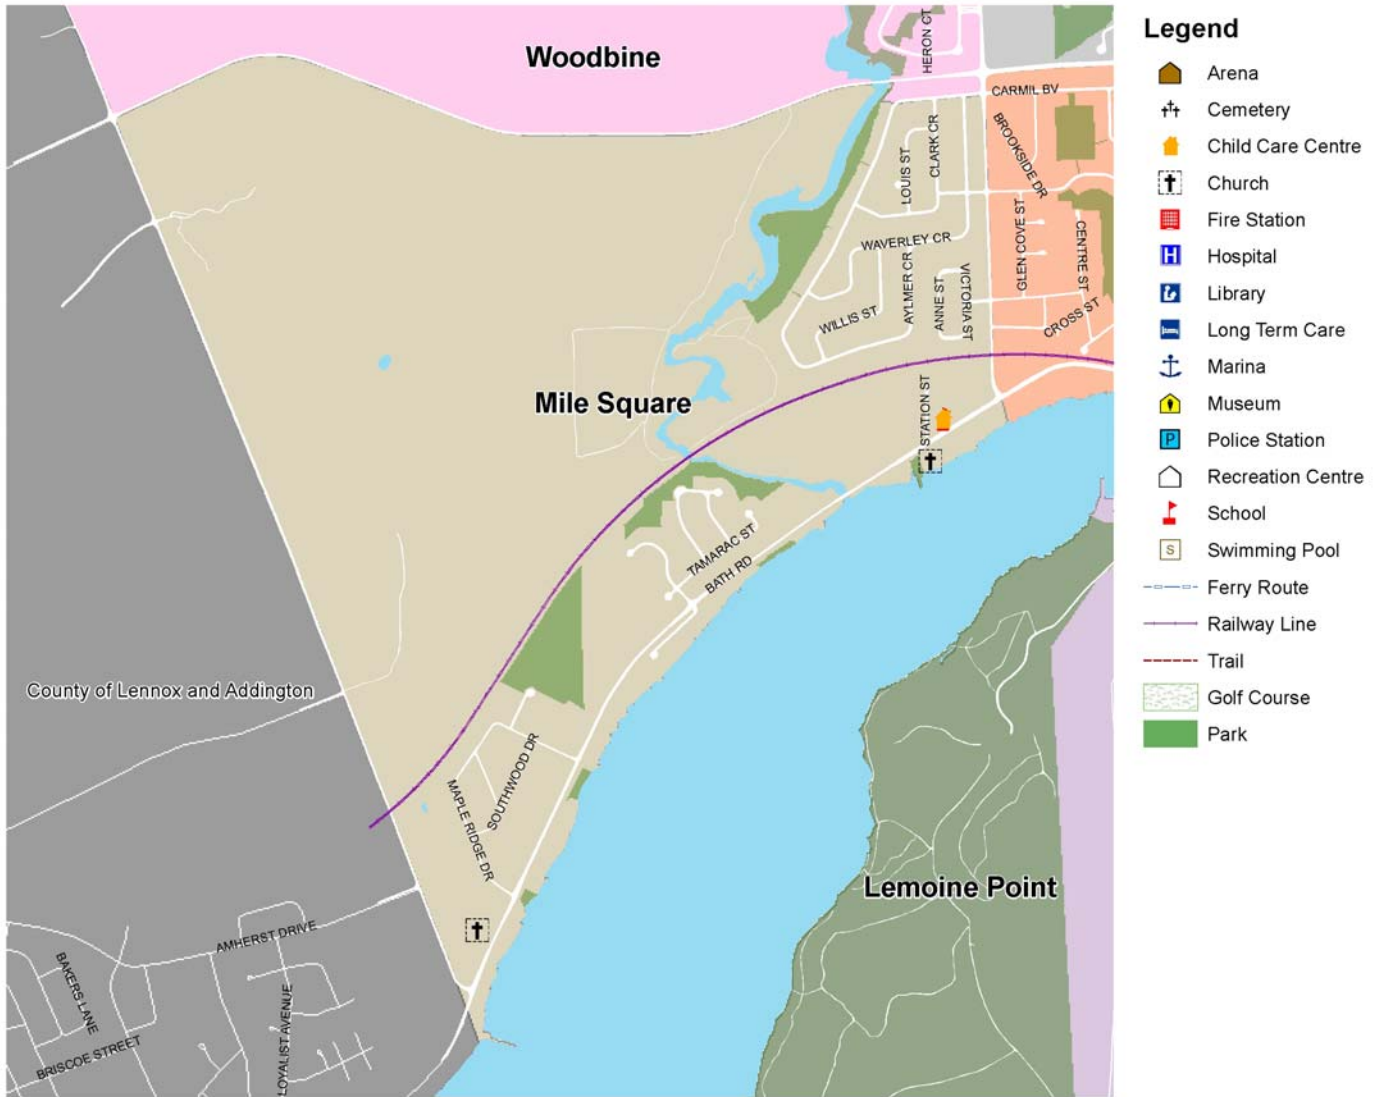 Woodbine
HERON CT
CARMIL BV
BROOKSIDE DR
CLARK CR
LOUIS ST
GLEN COVE ST
CENTRE ST
WAVERLEY CR
AYLMER CR
ANNE ST
VICTORIA ST
WILLIS ST
CROSS ST
Mile Square
STATION ST
TAMARAC ST
BATH RD
County of Lennox and Addington
SOUTHWOOD DR
MAPLE RIDGE DR
Lemoine Point
AMHERST DRIVE
BAKERS LANE
LOYALIST AVENUE
BRISCOE STREET
Legend
Arena
Cemetery
Child Care Centre
Church
Fire Station
H Hospital
Library
Long Term Care
Marina
Museum
P Police Station
Recreation Centre
School
S Swimming Pool
Ferry Route
Railway Line
Trail
Golf Course
Park